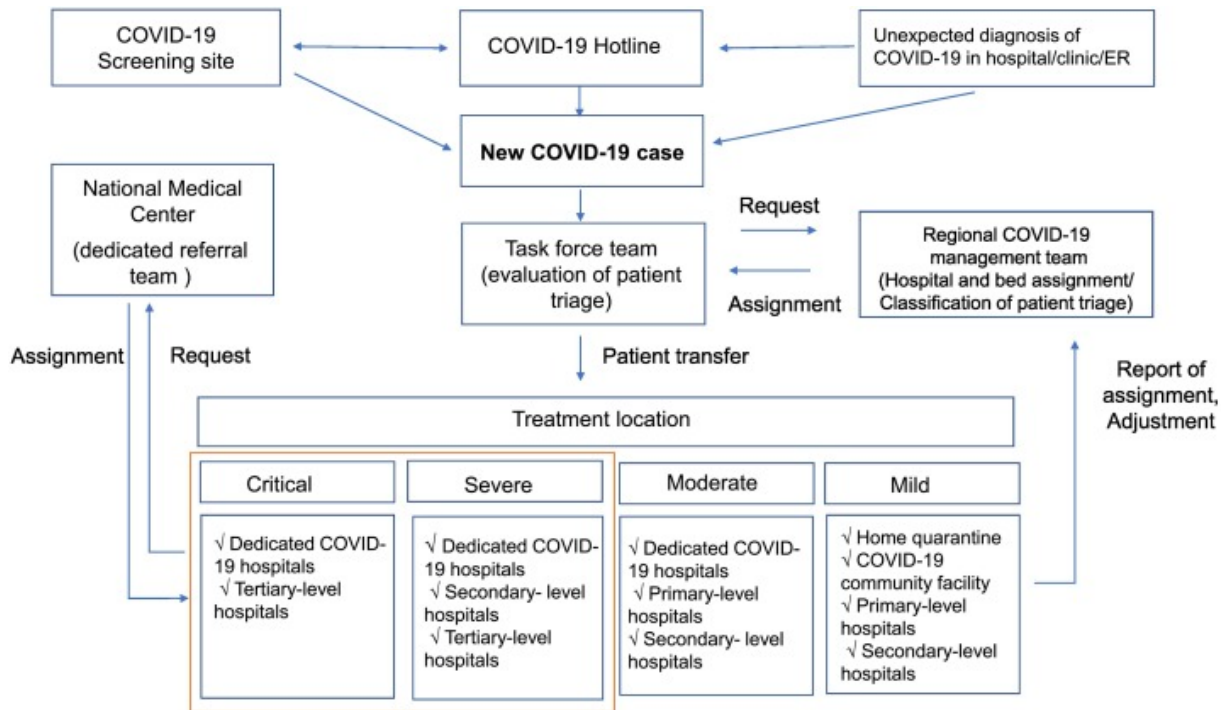 COVID-19
Screening site
COVID-19 Hotline
Unexpected diagnosis of
COVID-19 in hospital/clinic/ER
New COVID-19 case
National Medical
Center
(dedicated referral
team )
Task force team
(evaluation of patient
triage)
Request
Assignment
Regional COVID-19
management team
(Hospital and bed assignment/
Classification of patient triage)
Assignment
Request
Patient transfer
Report of
assignment,
Adjustment
Treatment location
Critical
Severe
Moderate
Mild
√ Dedicated COVID-
19 hospitals
√ Tertiary-level
hospitals
√ Dedicated COVID-
19 hospitals
√ Secondary- level
hospitals
√ Tertiary-level
hospitals
√ Dedicated COVID-
19 hospitals
√ Primary-level
hospitals
√ Secondary- level
hospitals
√ Home quarantine
√ COVID-19
community facility
√ Primary-level
hospitals
√ Secondary-level
hospitals